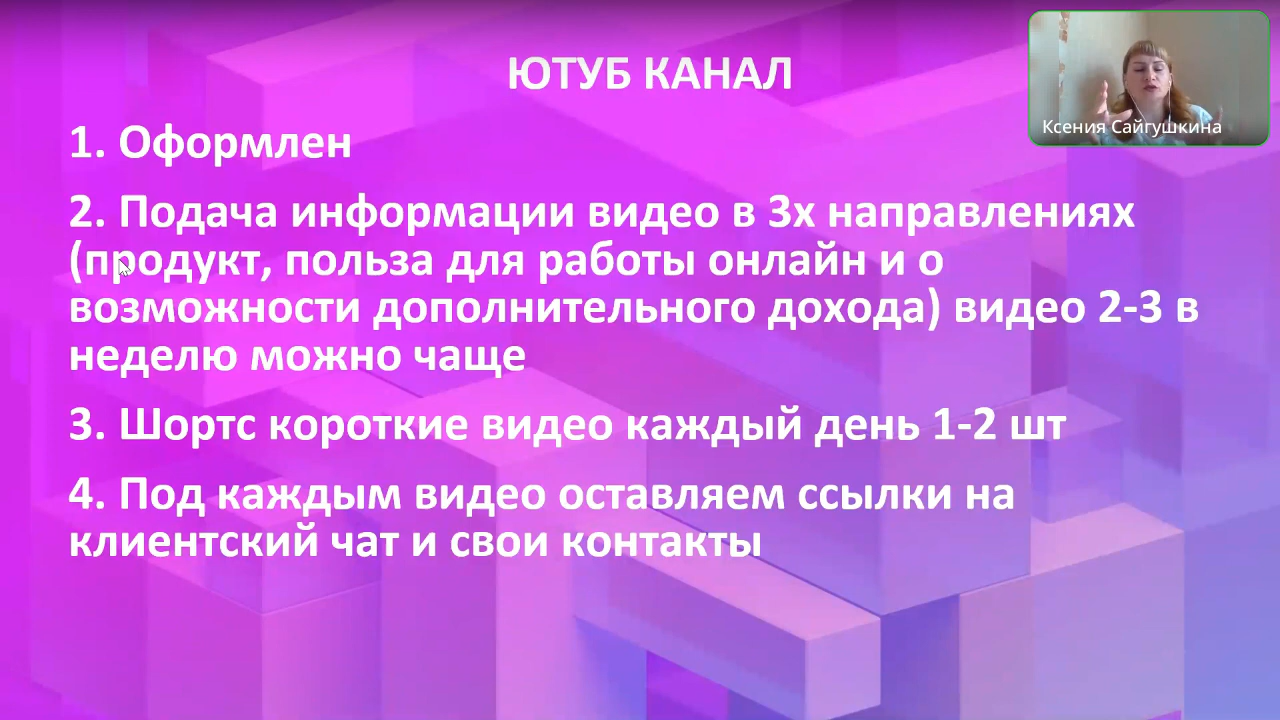 ЮТУБ КАНАЛ
Ксения Сайгушкина
1. Оформлен
2. Подача информации видео в 3х направлениях
(продукт, польза для работы онлайн и о
возможности дополнительного дохода) видео 2-3 в
неделю можно чаще
3. Шортс короткие видео каждый день 1-2 шт
4. Под каждым видео оставляем ссылки на
клиентский чат и свои контакты